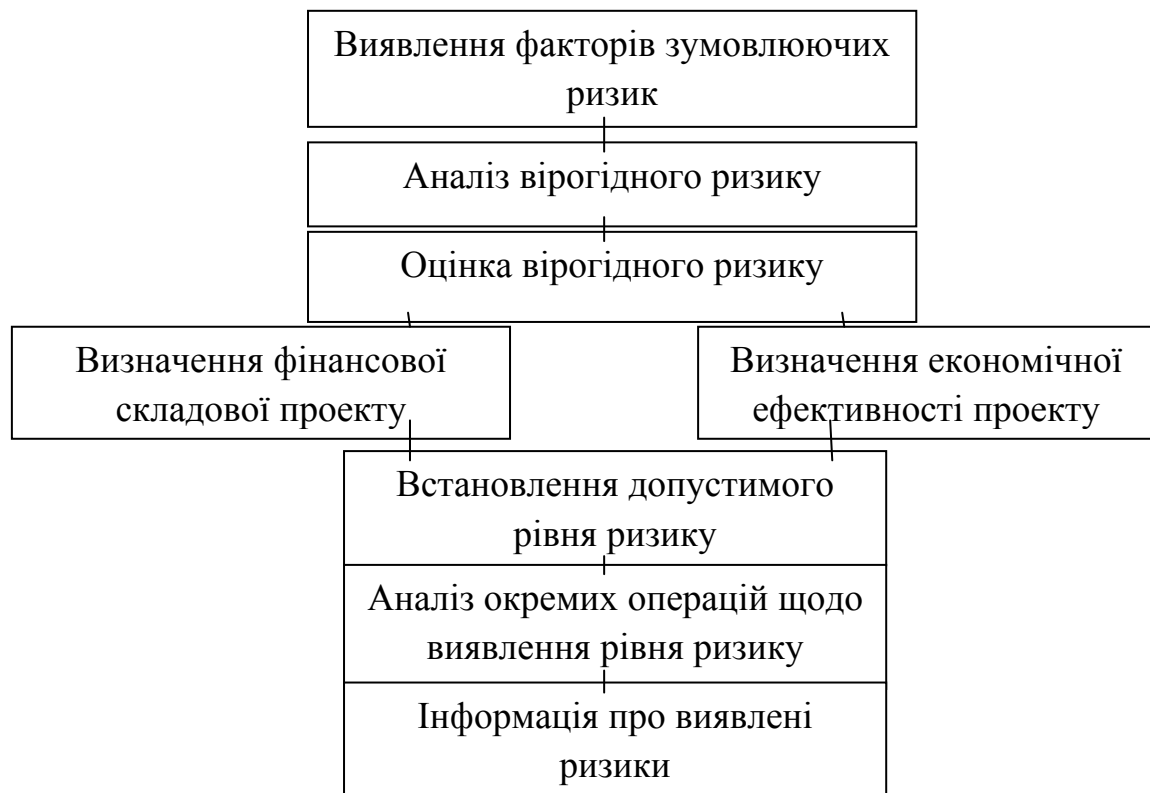 Виявлення факторів зумовлюючих
ризик
Аналіз вірогідного ризику
Оцінка вірогідного ризику
Визначення фінансової
складової проекту
Визначення економічної
ефективності проекту
Встановлення допустимого
рівня ризику
Аналіз окремих операцій щодо
виявлення рівня ризику
Інформація про виявлені
ризики